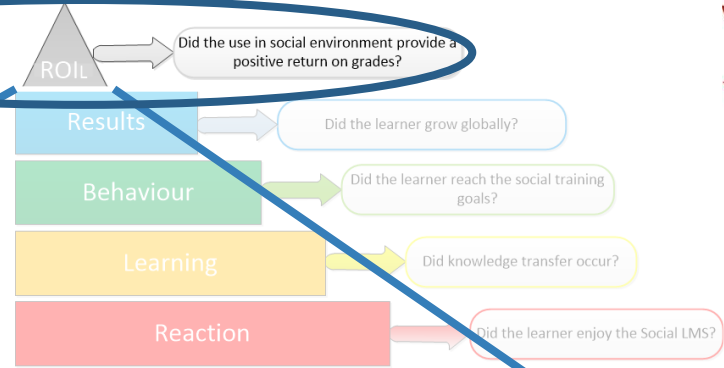 ROIL
Did the use in social environment provide a
positive return on grades?
Results
Did the learner grow globally?
Behaviour
Did the learner reach the social training
goals?
Learning
Did knowledge transfer occur?
Reaction
Did the learner enjoy the Social LMS?